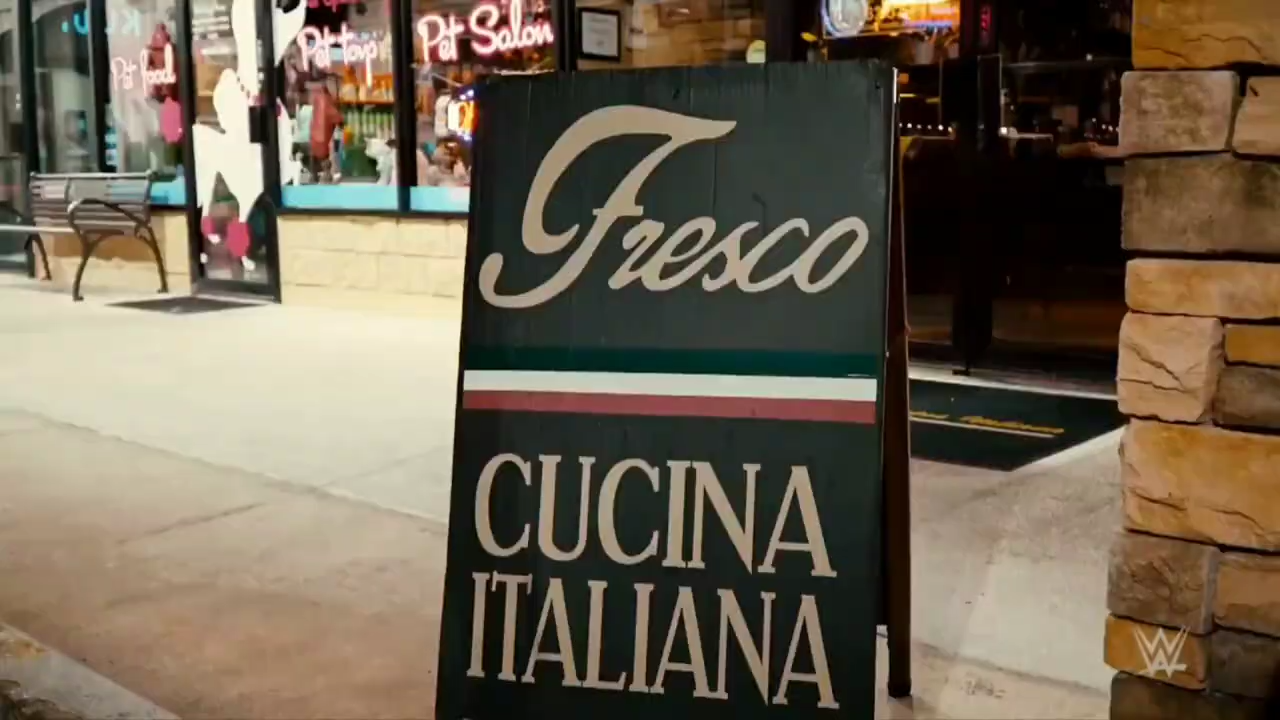 Pet food
Pet toys
Pet Salon
Fresco
CUCINA
ITALIANA